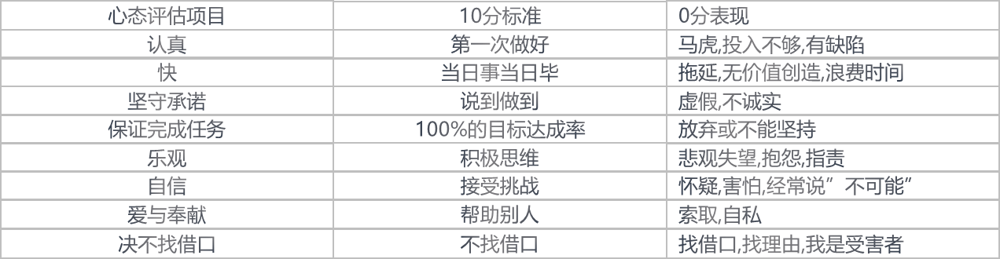 心态评估项目 10分标准 0分表现
认真 第一次做好 马虎,投入不够,有缺陷
快 当日事当日毕 拖延,无价值创造,浪费时间
坚守承诺 说到做到 虚假,不诚实
保证完成任务 100%的目标达成率 放弃或不能坚持
乐观 积极思维 悲观失望,抱怨,指责
自信 接受挑战 怀疑,害怕,经常说”不可能”
爱与奉献 帮助别人 索取,自私
决不找借口 不找借口 找借口,找理由,我是受害者